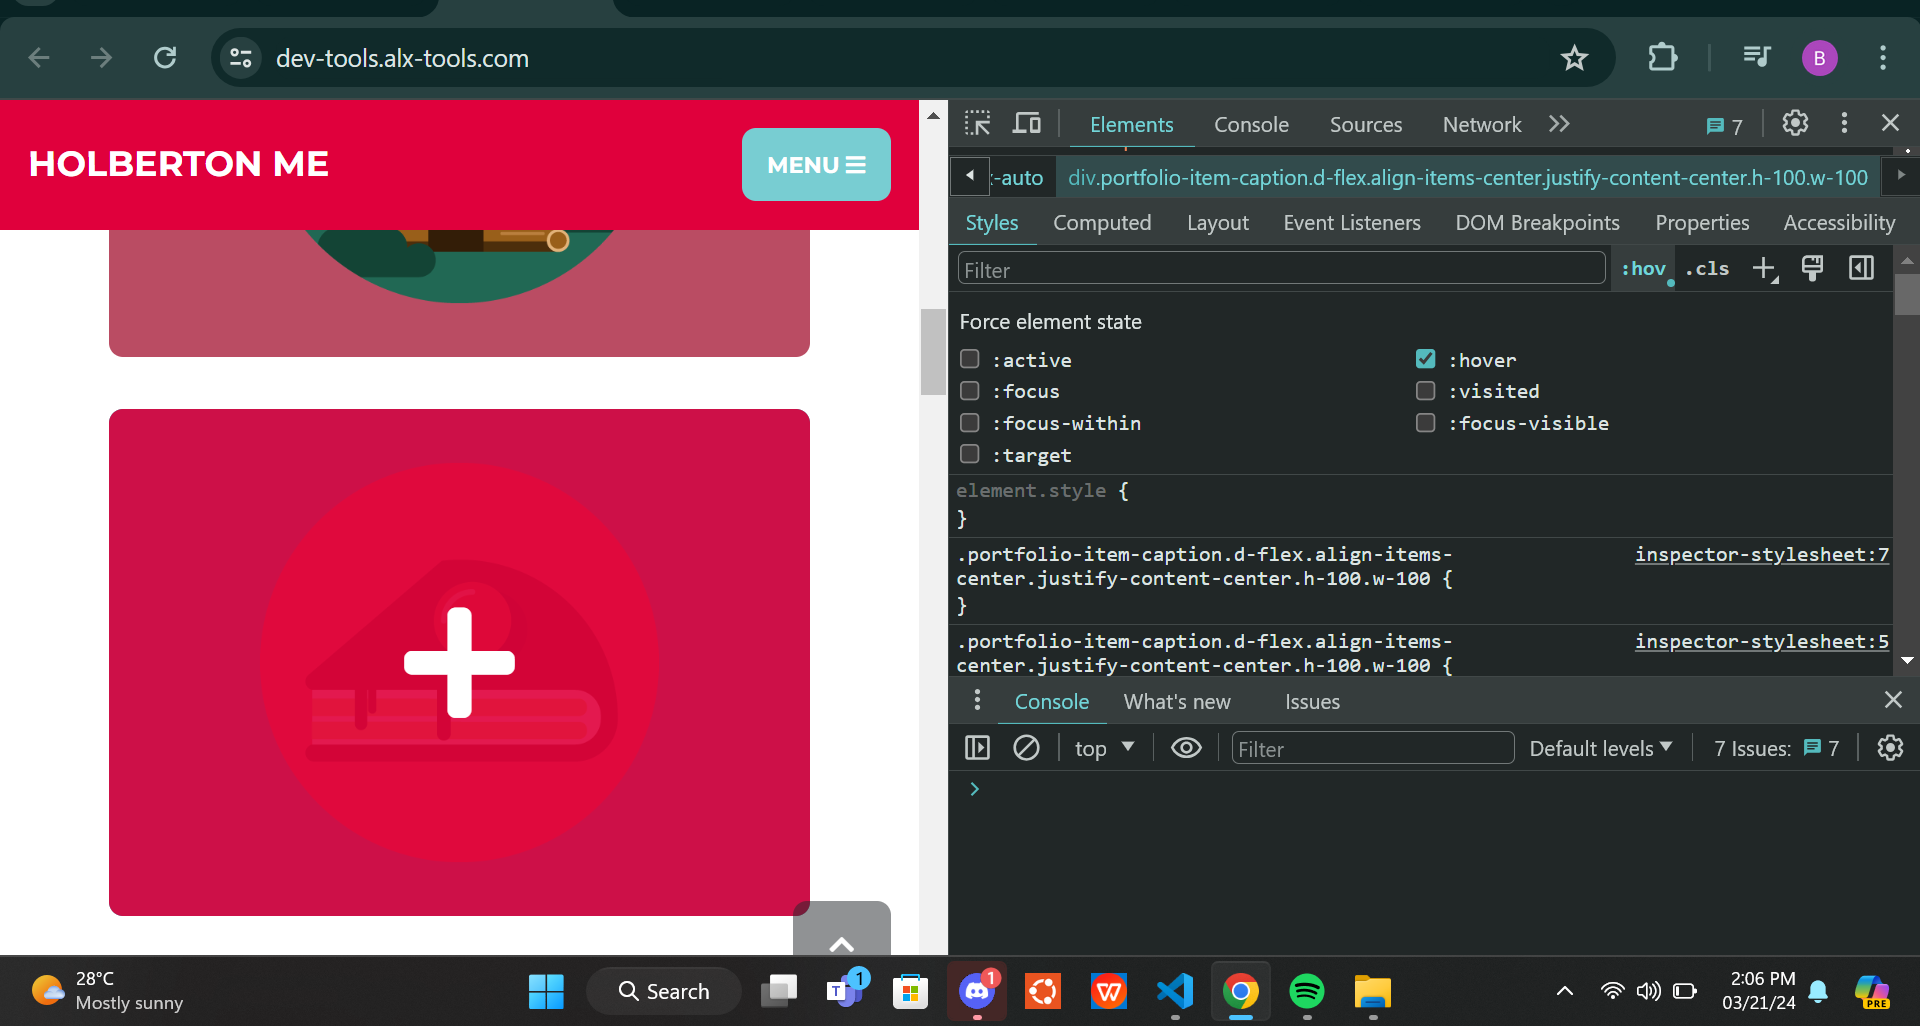 dev-tools.alx-tools.com
B
HOLBERTON ME
MENU
Elements
Console
Sources
Network
7
-auto
div.portfolio-item-caption.d-flex.align-items-center.justify-content-center.h-100.w-100
Styles
Computed
Layout
Event Listeners
DOM Breakpoints
Properties
Accessibility
Filter
:hov
.cls
Force element state
:active
:hover
:focus
:visited
:focus-within
:focus-visible
:target
element.style {
}
.portfolio-item-caption.d-flex.align-items-
inspector-stylesheet:7
center.justify-content-center.h-100.w-100 {
}
.portfolio-item-caption.d-flex.align-items-
inspector-stylesheet:5
center.justify-content-center.h-100.w-100 {
Console
What's new
Issues
top
Filter
Default levels
7 Issues:
7
28°C
Mostly sunny
Search
1
T
1
W
2:06 PM
03/21/24
PRE